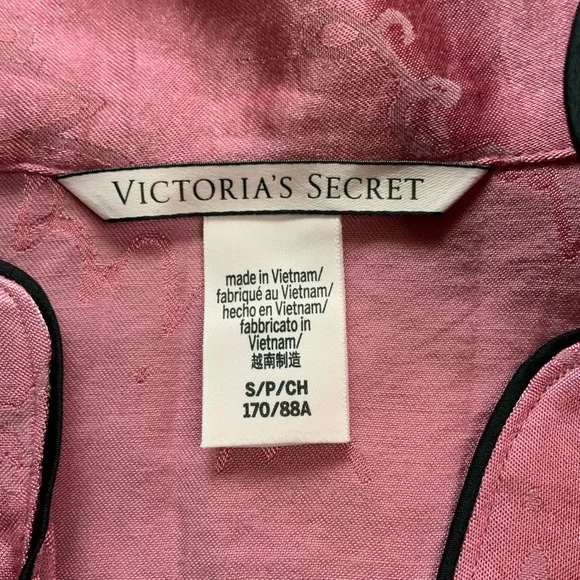 VICTORIA'S SECRET
made in Vietnam/
fabriqué au Vietnam/
hecho en Vietnam/
fabbricato in
Vietnam/
越南制造
S/P/CH
170/88A